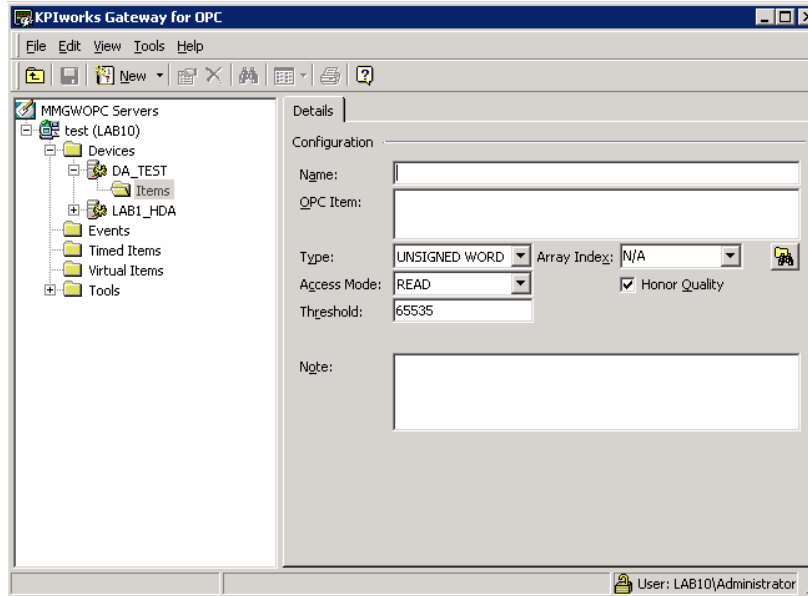 KPIworks Gateway for OPC
File Edit View Tools Help
New
MMGWOPC Servers
test (LAB10)
Devices
DA_TEST
Items
LAB1_HDA
Events
Timed Items
Virtual Items
Tools
Details
Configuration
Name:
OPC Item:
Type: UNSIGNED WORD Array Index: N/A
Access Mode: READ Honor Quality
Threshold: 65535
Note:
User: LAB10\Administrator